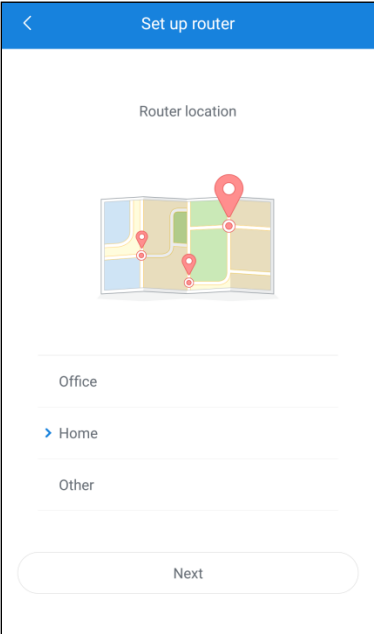 Set up router
Router location
Office
Home
Other
Next